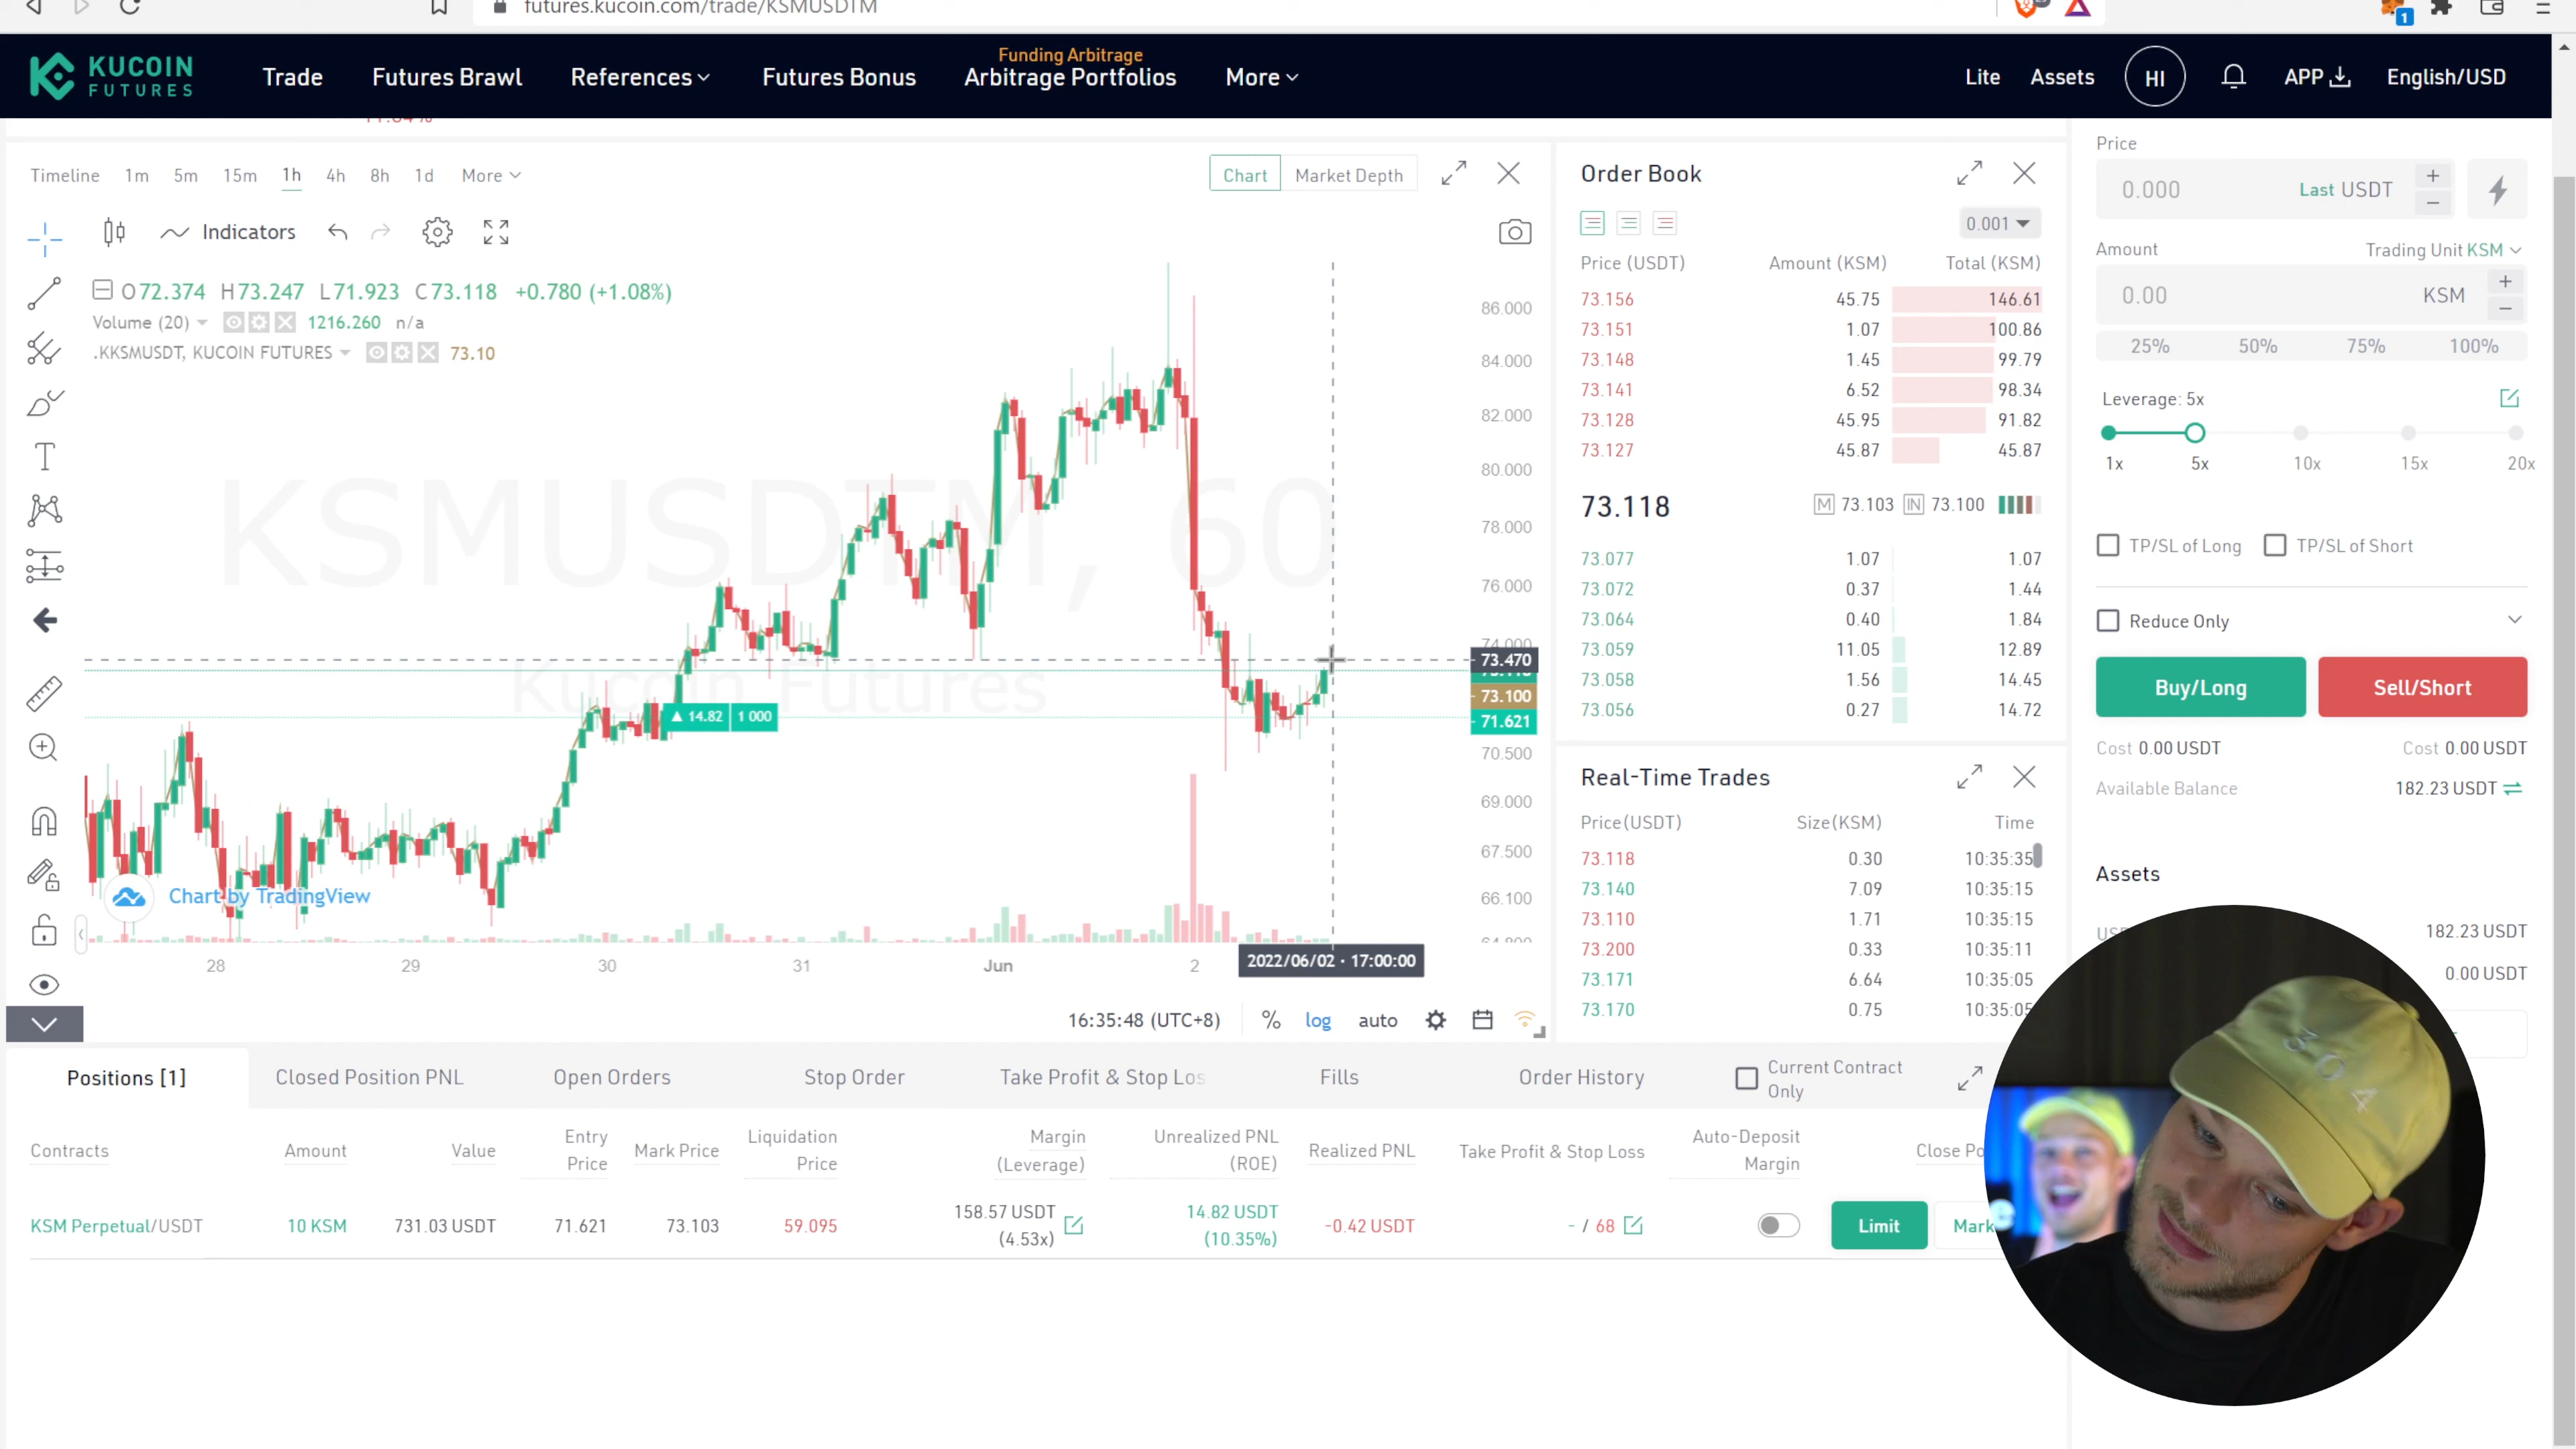 futures.kucoin.com/trade/KSMUSDTM
1
KUCOIN
FUTURES
Trade
Futures Brawl
References
Futures Bonus
Funding Arbitrage
Arbitrage Portfolios
More
Lite
Assets
HI
APP
English/USD
Timeline 1m 5m 15m 1h 4h 8h 1d More
Chart Market Depth
Indicators
O72.374 H73.247 L71.923 C73.118 +0.780 (+1.08%)
Volume (20) 1216.260 n/a
.KKSMUSDT, KUCOIN FUTURES 73.10
KSMUSDTM, 60
Kucoin Futures
14.82 1 000
86.000
84.000
82.000
80.000
78.000
76.000
74.000
73.470
73.100
71.621
70.500
69.000
67.500
66.100
Chart by TradingView
28 29 30 31 Jun 2
2022/06/02 · 17:00:00
16:35:48 (UTC+8) % log auto
Order Book
0.001
Price (USDT) Amount (KSM) Total (KSM)
73.156 45.75 146.61
73.151 1.07 100.86
73.148 1.45 99.79
73.141 6.52 98.34
73.128 45.95 91.82
73.127 45.87 45.87
73.118 M 73.103 IN 73.100
73.077 1.07 1.07
73.072 0.37 1.44
73.064 0.40 1.84
73.059 11.05 12.89
73.058 1.56 14.45
73.056 0.27 14.72
Real-Time Trades
Price(USDT) Size(KSM) Time
73.118 0.30 10:35:35
73.140 7.09 10:35:15
73.110 1.71 10:35:15
73.200 0.33 10:35:11
73.171 6.64 10:35:05
73.170 0.75 10:35:05
Price
0.000 Last USDT + −
Amount Trading Unit KSM
0.00 KSM + −
25% 50% 75% 100%
Leverage: 5x
1x 5x 10x 15x 20x
TP/SL of Long TP/SL of Short
Reduce Only
Buy/Long Sell/Short
Cost 0.00 USDT Cost 0.00 USDT
Available Balance 182.23 USDT
Assets
182.23 USDT
0.00 USDT
Positions [1] Closed Position PNL Open Orders Stop Order Take Profit & Stop Los Fills Order History Current Contract Only
Contracts Amount Value Entry Price Mark Price Liquidation Price Margin (Leverage) Unrealized PNL (ROE) Realized PNL Take Profit & Stop Loss Auto-Deposit Margin Close Po
KSM Perpetual/USDT 10 KSM 731.03 USDT 71.621 73.103 59.095 158.57 USDT (4.53x) 14.82 USDT (10.35%) -0.42 USDT - / 68 Limit Mark
304